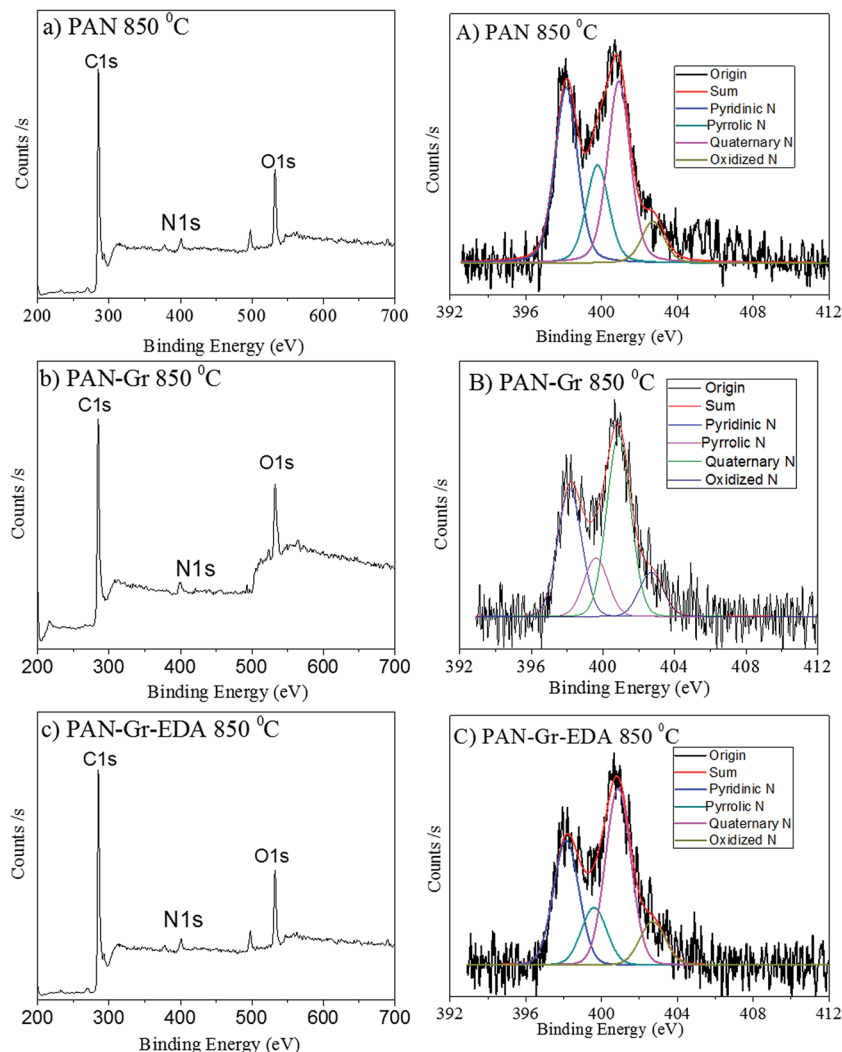 a) PAN 850 ⁰C
C1s
O1s
N1s
Counts /s
200 300 400 500 600 700
Binding Energy (eV)
A) PAN 850 ⁰C
Origin
Sum
Pyridinic N
Pyrrolic N
Quaternary N
Oxidized N
Counts /s
392 396 400 404 408 412
Binding Energy (eV)
b) PAN-Gr 850 ⁰C
C1s
O1s
N1s
Counts /s
200 300 400 500 600 700
Binding Energy (eV)
B) PAN-Gr 850 ⁰C
Origin
Sum
Pyridinic N
Pyrrolic N
Quaternary N
Oxidized N
Counts /s
392 396 400 404 408 412
Binding Energy (eV)
c) PAN-Gr-EDA 850 ⁰C
C1s
O1s
N1s
Counts /s
200 300 400 500 600 700
Binding Energy (eV)
C) PAN-Gr-EDA 850 ⁰C
Origin
Sum
Pyridinic N
Pyrrolic N
Quaternary N
Oxidized N
Counts /s
392 396 400 404 408 412
Binding Energy (eV)